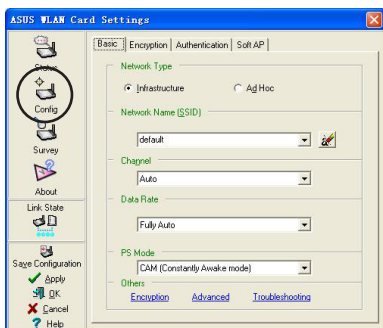 ASUS WLAN Card Settings
Status
Config
Survey
About
Link State
Save Configuration
Apply
OK
Cancel
Help
Basic Encryption Authentication Soft AP
Network Type
Infrastructure Ad Hoc
Network Name (SSID)
default
Channel
Auto
Data Rate
Fully Auto
PS Mode
CAM (Constantly Awake mode)
Others
Encryption Advanced Troubleshooting